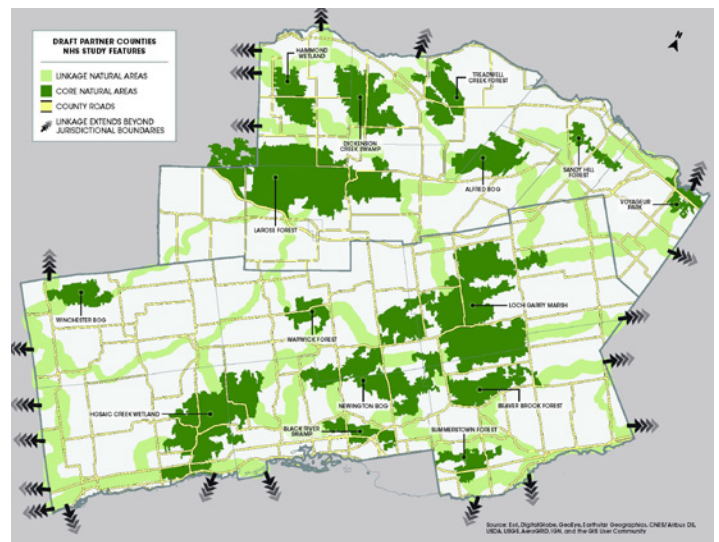 DRAFT PARTNER COUNTIES
NHS STUDY FEATURES
LINKAGE NATURAL AREAS
CORE NATURAL AREAS
COUNTY ROADS
LINKAGE EXTENDS BEYOND
JURISDICTIONAL BOUNDARIES
HAMMOND
WETLAND
TREADWELL
CREEK FOREST
DICKENSON
CREEK SWAMP
SANDY HILL
FOREST
ALFRED BOG
VOYAGEUR
PARK
LAROSE FOREST
LOCH GARRY MARSH
WINCHESTER BOG
WARWICK FOREST
HOSAIC CREEK WETLAND
NEWINGTON BOG
BEAVER BROOK FOREST
BLACK RIVER
SWAMP
SUMMERSTOWN FOREST
Source: Esri, DigitalGlobe, GeoEye, Earthstar Geographics, CNES/Airbus DS,
USDA, USGS, AeroGRID, IGN, and the GIS User Community